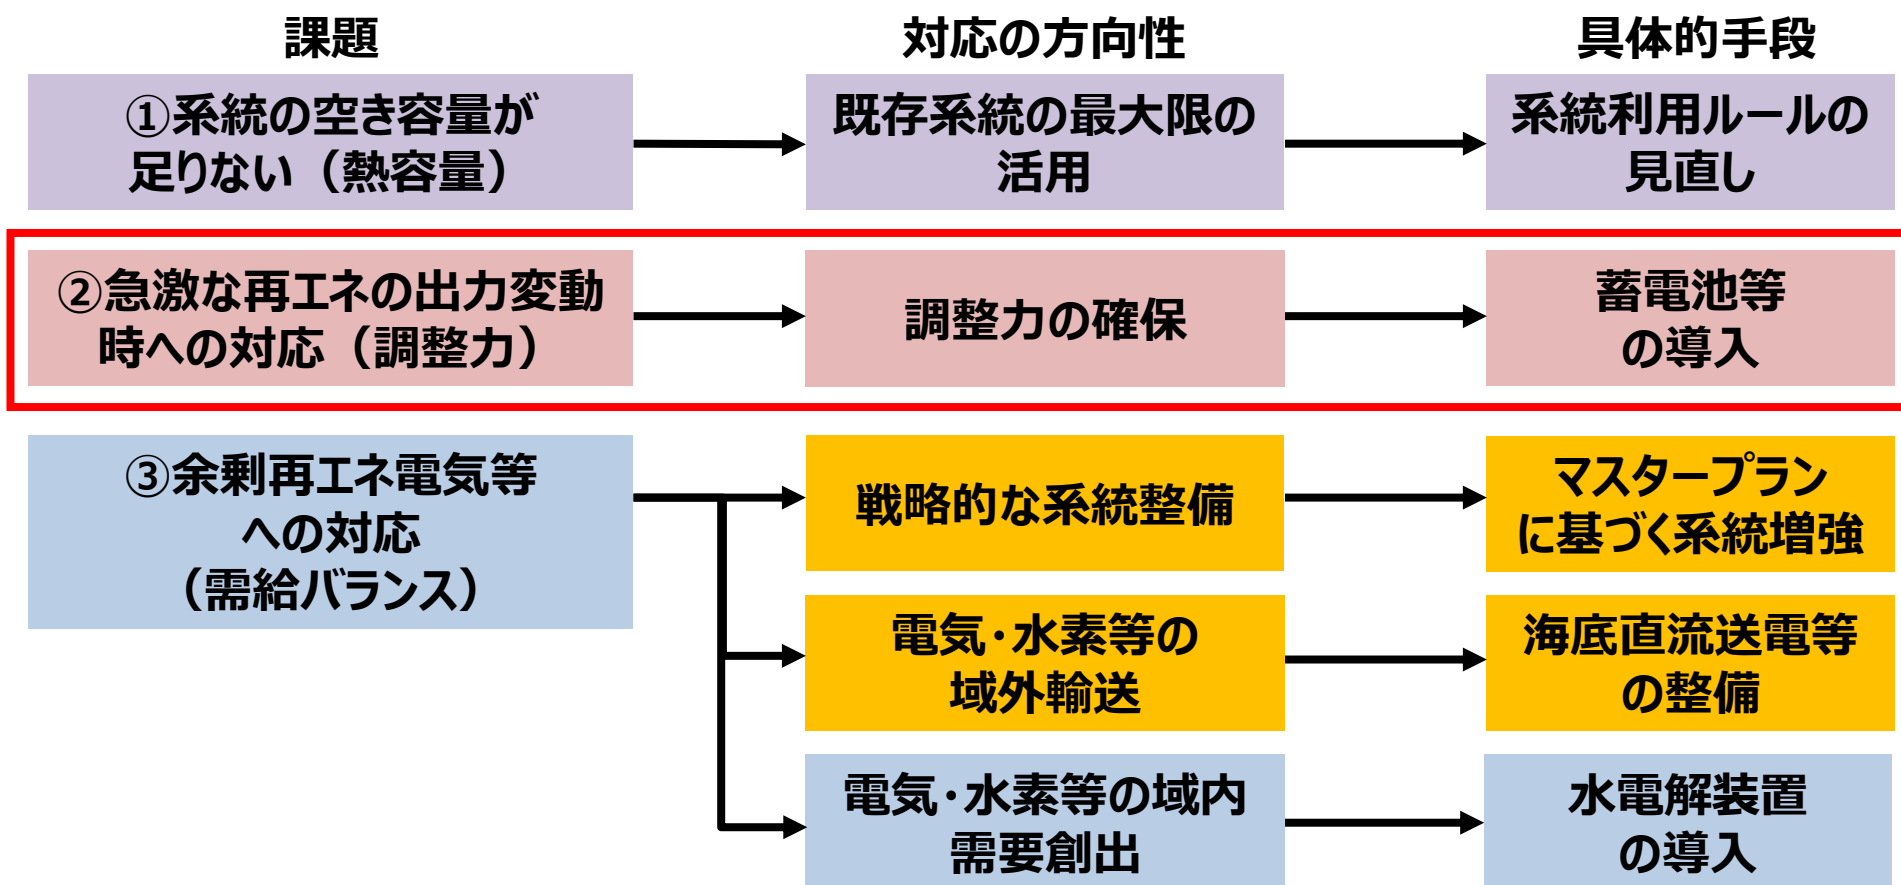 課題
対応の方向性
具体的手段
①系統の空き容量が
足りない（熱容量）
既存系統の最大限の
活用
系統利用ルールの
見直し
②急激な再エネの出力変動
時への対応（調整力）
調整力の確保
蓄電池等
の導入
③余剰再エネ電気等
への対応
（需給バランス）
戦略的な系統整備
マスタープラン
に基づく系統増強
電気・水素等の
域外輸送
海底直流送電等
の整備
電気・水素等の域内
需要創出
水電解装置
の導入